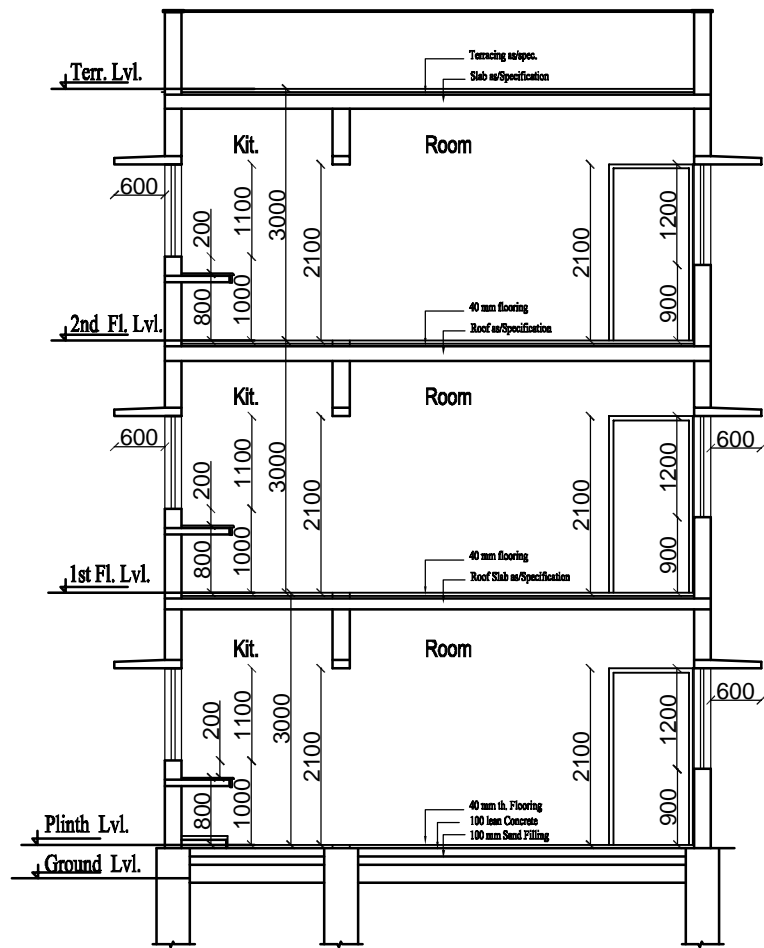 Terracing as/spec.
Terr. Lvl.
Slab as/Specification
Kit. Room
600 200 1100 3000 2100 2100 1200
800 1000 900
40 mm flooring
2nd Fl. Lvl.
Roof as/Specification
Kit. Room
600 200 1100 3000 2100 2100 1200 600
800 1000 900
40 mm flooring
1st Fl. Lvl.
Roof Slab as/Specification
Kit. Room
200 1100 3000 2100 2100 1200 600
800 1000 900
40 mm th. Flooring
Plinth Lvl.
100 lean Concrete
100 mm Sand Filling
Ground Lvl.